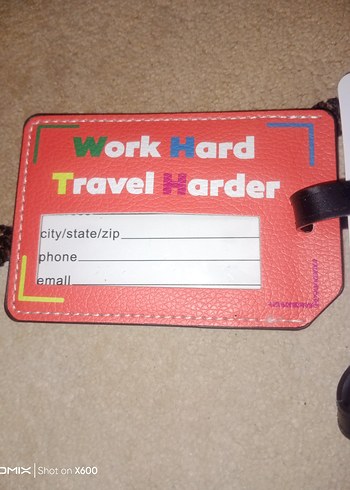 Work Hard
Travel Harder
city/state/zip
phone
email
OMIX | Shot on X600